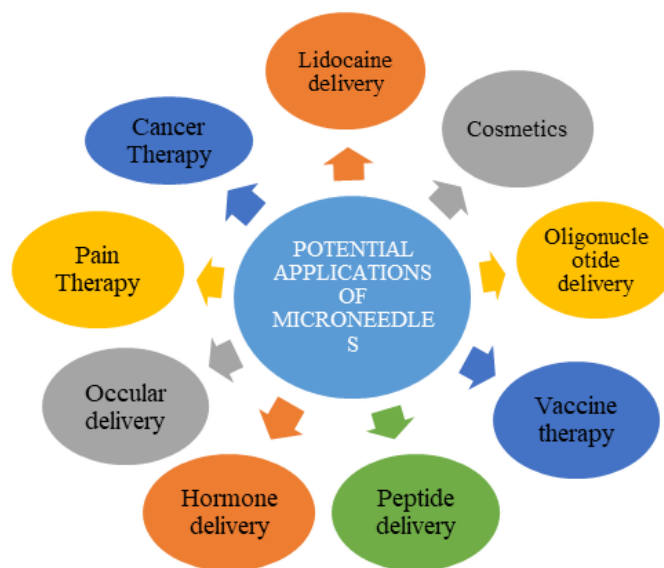 Lidocaine
delivery
Cosmetics
Oligonucle
otide
delivery
Vaccine
therapy
Peptide
delivery
Hormone
delivery
Occular
delivery
Pain
Therapy
Cancer
Therapy
POTENTIAL
APPLICATIONS
OF
MICRONEEDLE
S